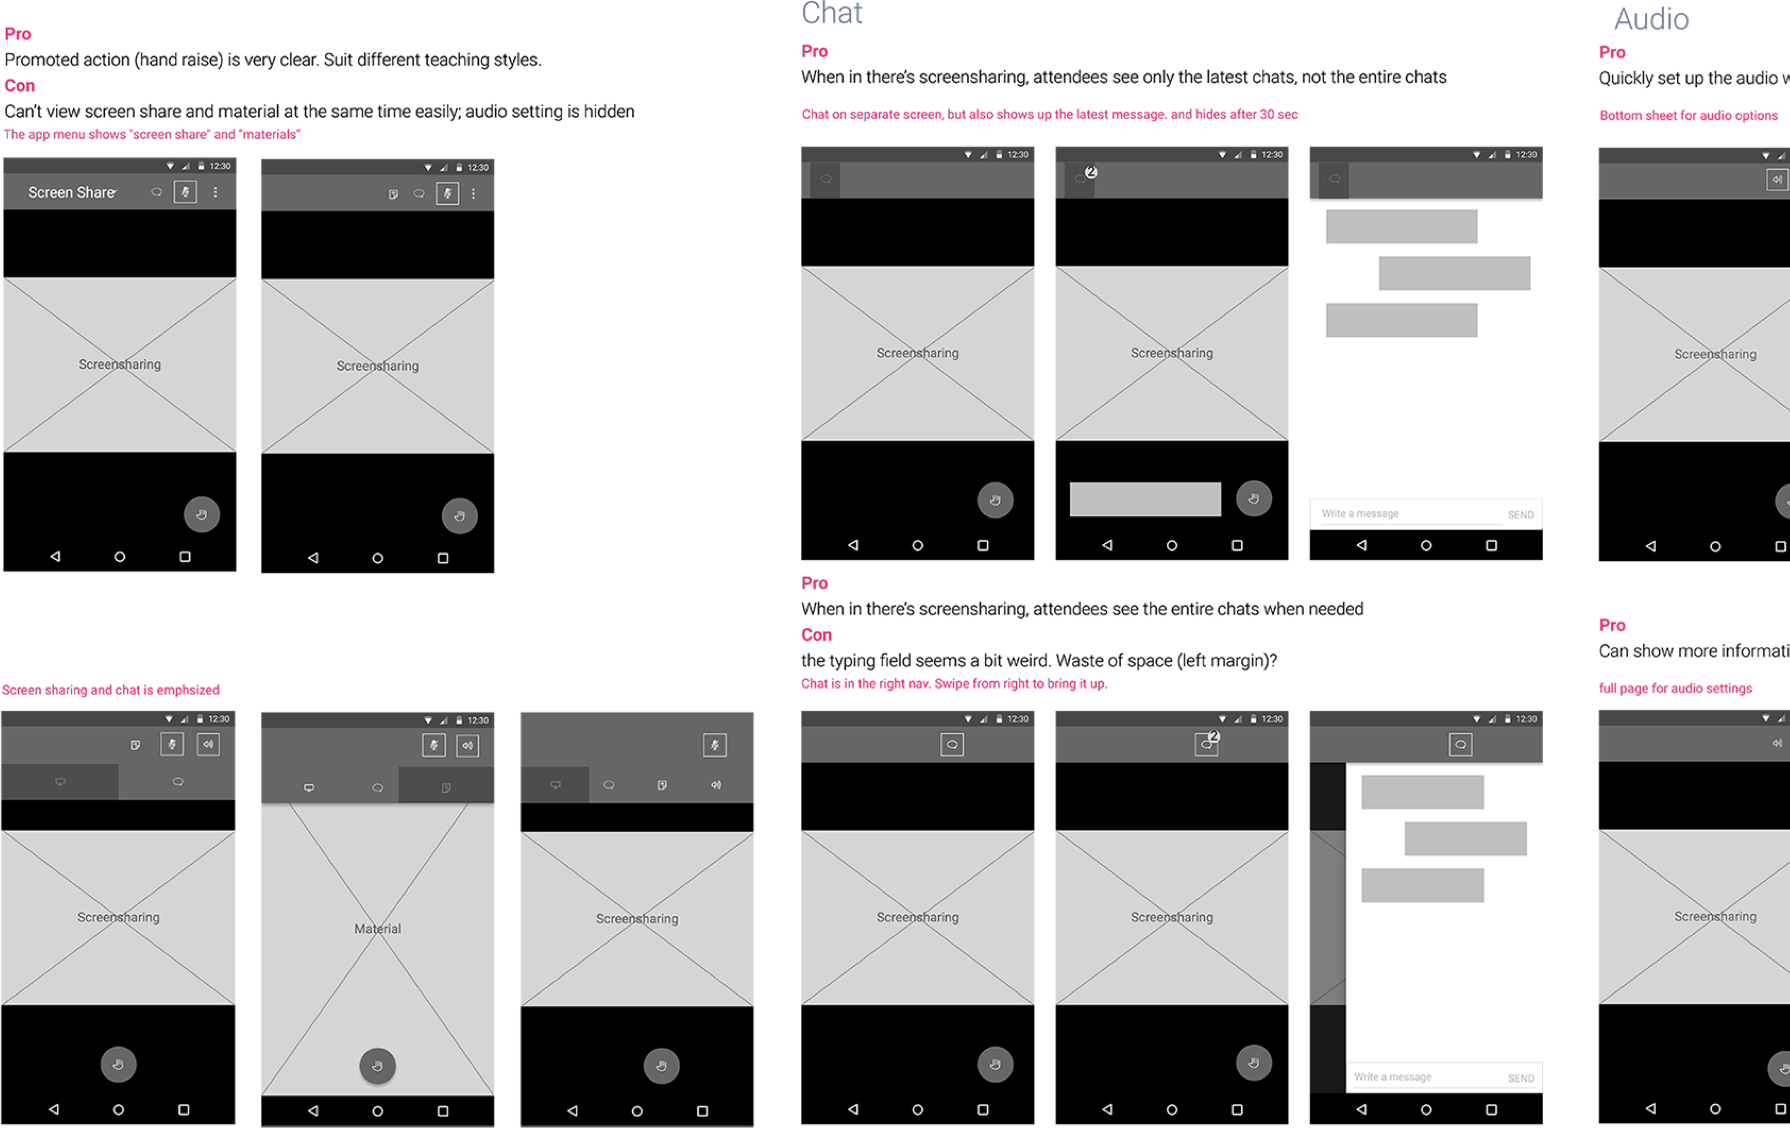 Pro
Promoted action (hand raise) is very clear. Suit different teaching styles.
Con
Can't view screen share and material at the same time easily; audio setting is hidden
The app menu shows "screen share" and "materials"
12:30
Screen Share
Screensharing
12:30
Screensharing
Screen sharing and chat is emphsized
12:30
Screensharing
12:30
Material
Screensharing
Chat
Pro
When in there's screensharing, attendees see only the latest chats, not the entire chats
Chat on separate screen, but also shows up the latest message. and hides after 30 sec
12:30
Screensharing
12:30
2
Screensharing
12:30
Write a message
SEND
Pro
When in there's screensharing, attendees see the entire chats when needed
Con
the typing field seems a bit weird. Waste of space (left margin)?
Chat is in the right nav. Swipe from right to bring it up.
12:30
Screensharing
12:30
2
Screensharing
12:30
Write a message
SEND
Audio
Pro
Quickly set up the audio
Bottom sheet for audio options
Screensharing
Pro
Can show more
full page for audio settings
Screensharing